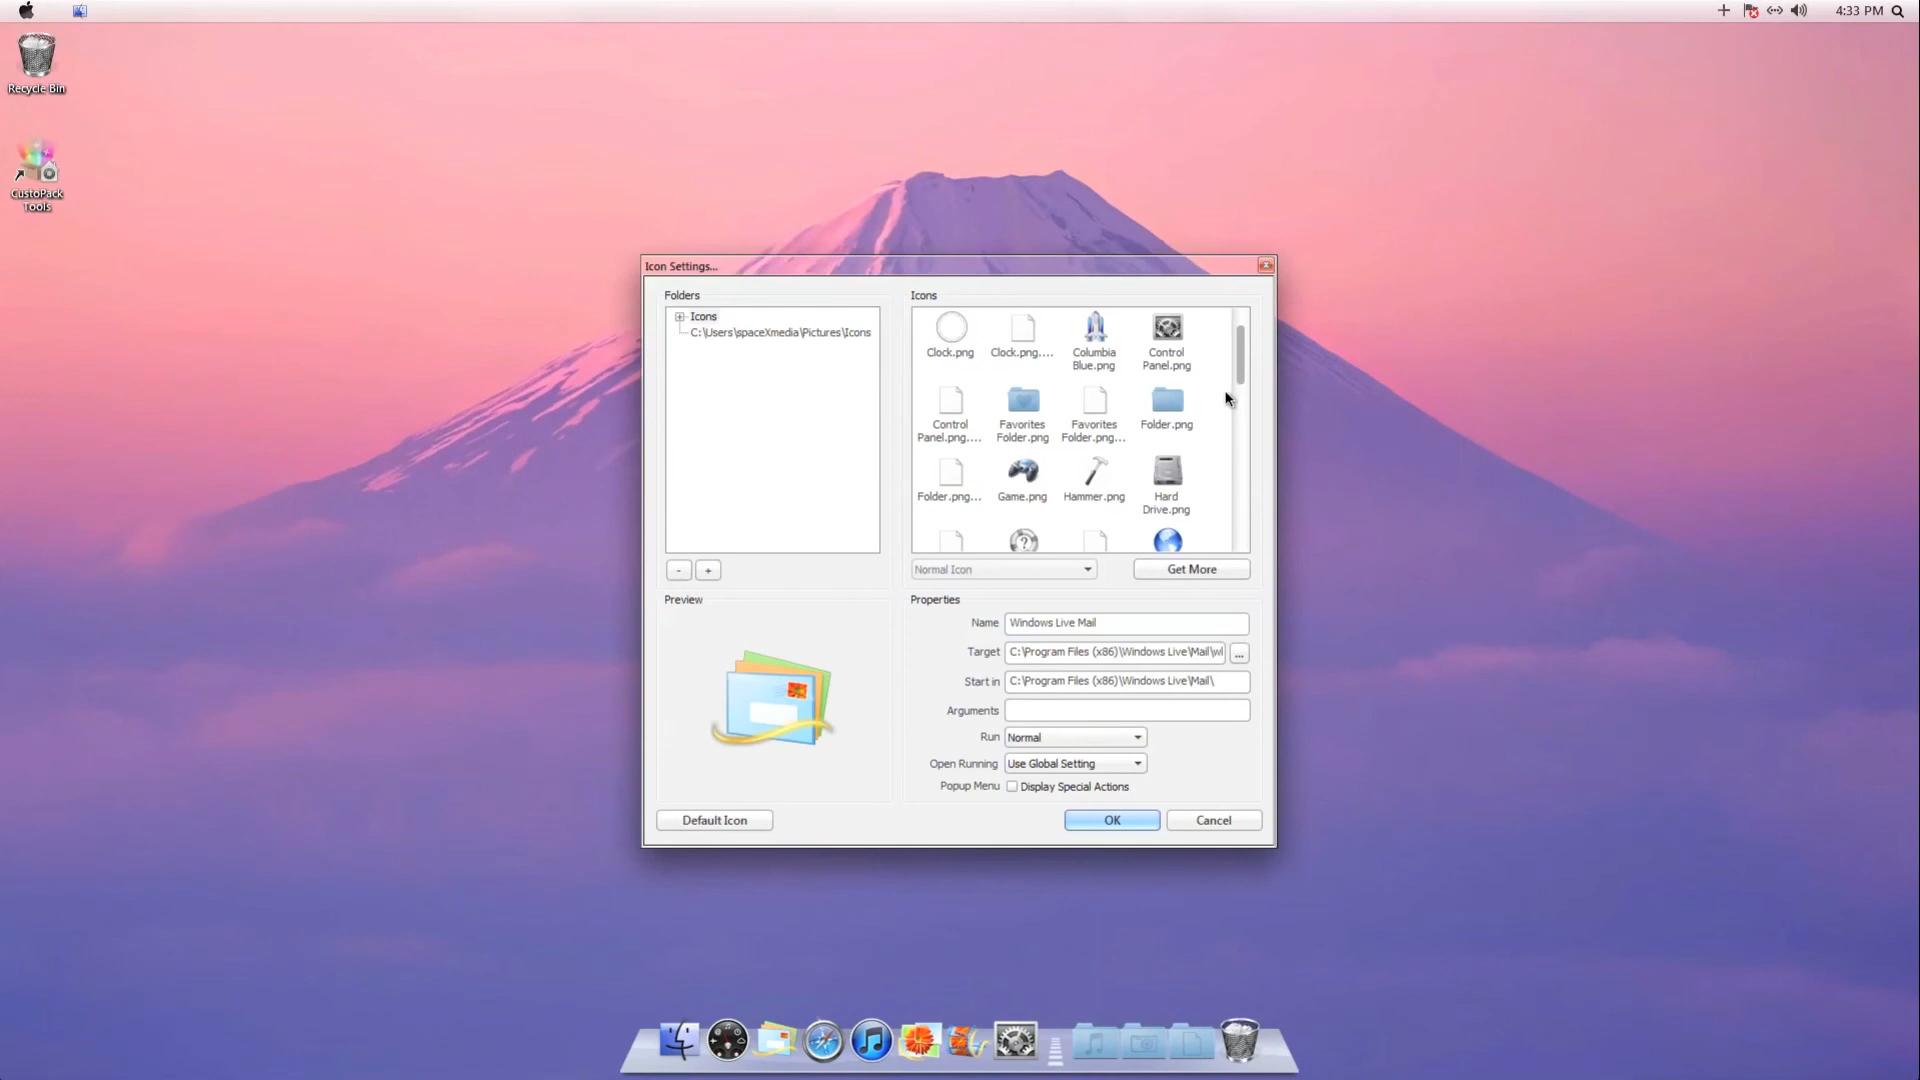 4:33 PM
Recycle Bin
CustoPack
Tools
Icon Settings...
Folders
Icons
C:\Users\spaceXmedia\Pictures\Icons
- +
Icons
Clock.png
Clock.png....
Columbia
Blue.png
Control
Panel.png
Control
Panel.png....
Favorites
Folder.png
Favorites
Folder.png...
Folder.png
Folder.png...
Game.png
Hammer.png
Hard
Drive.png
Normal Icon
Get More
Preview
Properties
Name Windows Live Mail
Target C:\Program Files (x86)\Windows Live\Mail\wl ...
Start in C:\Program Files (x86)\Windows Live\Mail\
Arguments
Run Normal
Open Running Use Global Setting
Popup Menu Display Special Actions
Default Icon
OK
Cancel